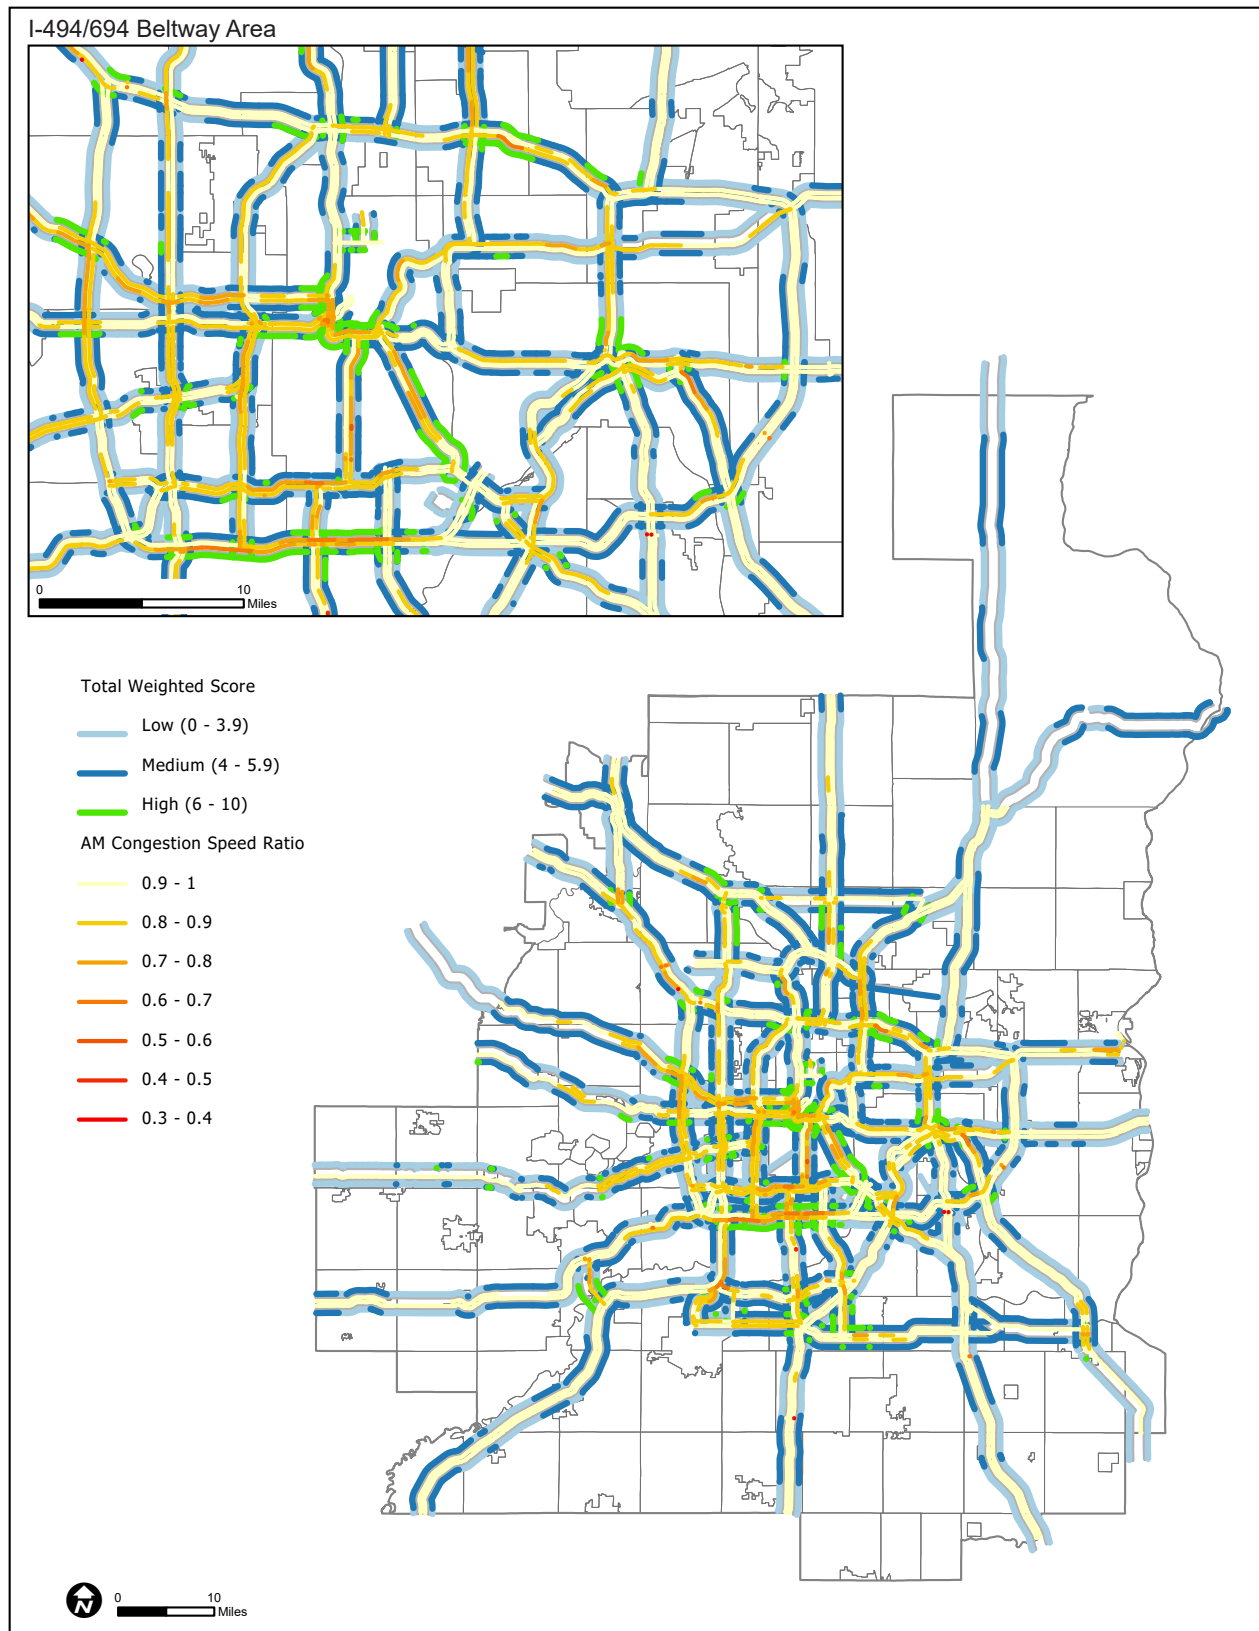 I-494/694 Beltway Area
0 10
Miles
Total Weighted Score
Low (0 - 3.9)
Medium (4 - 5.9)
High (6 - 10)
AM Congestion Speed Ratio
0.9 - 1
0.8 - 0.9
0.7 - 0.8
0.6 - 0.7
0.5 - 0.6
0.4 - 0.5
0.3 - 0.4
N
0 10
Miles